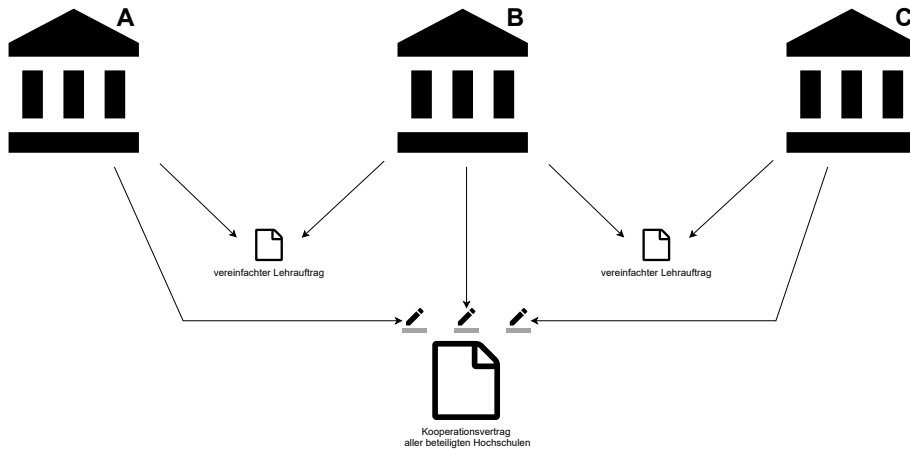 A
B
C
vereinfachter Lehrauftrag
vereinfachter Lehrauftrag
Kooperationsvertrag
aller beteiligten Hochschulen